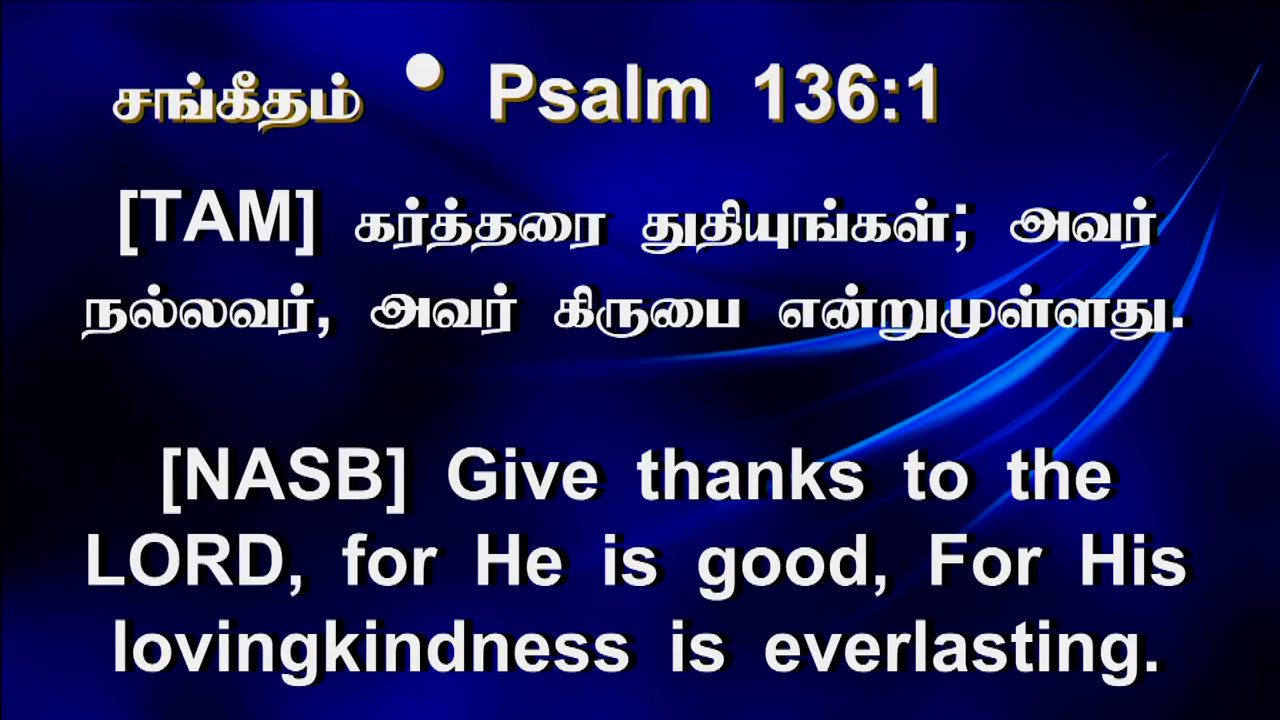 சங்கீதம் • Psalm 136:1
[TAM] கர்த்தரை துதியுங்கள்; அவர்
நல்லவர், அவர் கிருபை என்றுமுள்ளது.
[NASB] Give thanks to the
LORD, for He is good, For His
lovingkindness is everlasting.